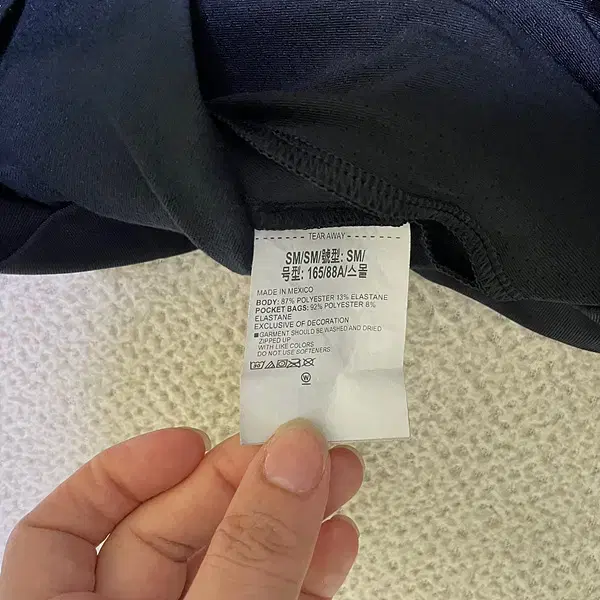 TEAR AWAY
SM/SM/號型: SM/
号型: 165/88A/스몰
MADE IN MEXICO
BODY: 87% POLYESTER 13% ELASTANE
POCKET BAGS: 92% POLYESTER 8%
ELASTANE
EXCLUSIVE OF DECORATION
■GARMENT SHOULD BE WASHED AND DRIED
ZIPPED UP
WITH LIKE COLORS
DO NOT USE SOFTENERS
W